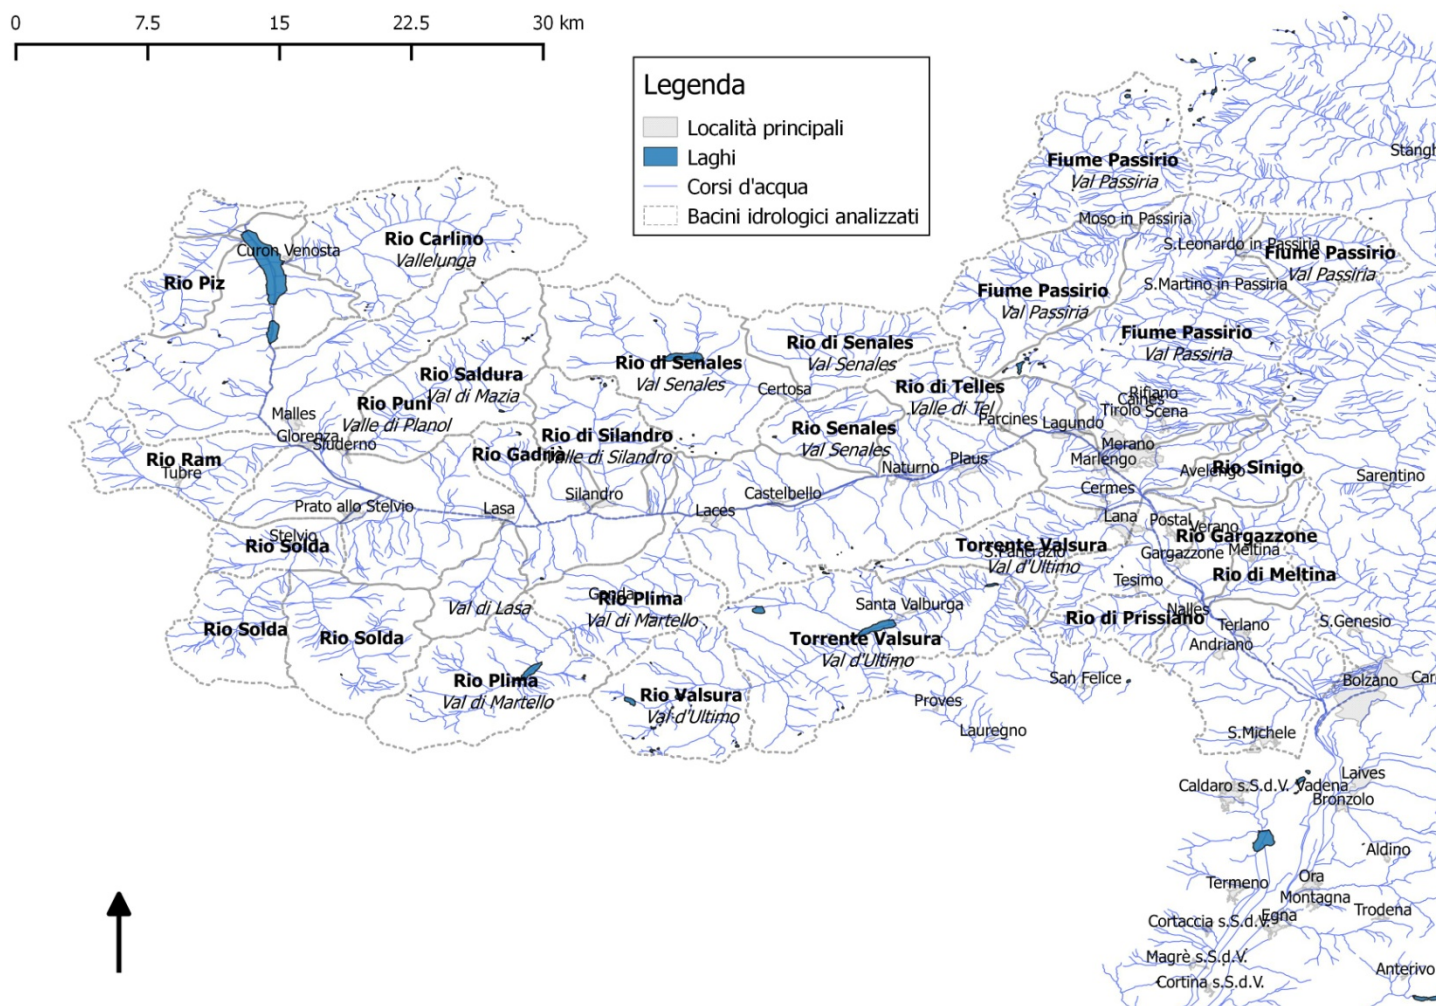 0 7.5 15 22.5 30 km
Legenda
Località principali
Laghi
Corsi d'acqua
Bacini idrologici analizzati
Fiume Passirio
Val Passiria
Moso in Passiria
S.Leonardo in Passiria
Fiume Passirio
Val Passiria
S.Martino in Passiria
Fiume Passirio
Val Passiria
Fiume Passirio
Val Passiria
Rio Carlino
Vallelunga
Curon Venosta
Rio Piz
Rio di Senales
Val Senales
Rio di Senales
Val Senales
Certosa
Rio Saldura
Val di Mazia
Rio Puni
Valle di Planol
Malles
Glorenza
Sluderno
Rio di Telles
Valle di Tel
Parcines
Lagundo
Rifiano
Caines
Tirolo
Scena
Rio Senales
Val Senales
Rio di Silandro
Valle di Silandro
Rio Gadria
Rio Ram
Tubre
Merano
Marlengo
Avelengo
Rio Sinigo
Sarentino
Naturno
Plaus
Cermes
Silandro
Castelbello
Laces
Lasa
Prato allo Stelvio
Stelvio
Rio Solda
Lana
Postal
Verano
Rio Gargazzone
Gargazzone
Meltina
Torrente Valsura
S.Panerazio
Val d'Ultimo
Tesimo
Rio di Meltina
Val di Lasa
Ganda
Rio Plima
Val di Martello
Santa Valburga
Torrente Valsura
Val d'Ultimo
Rio di Prissiano
Nalles
Terlano
Andriano
S.Genesio
Rio Solda
Rio Solda
Rio Plima
Val di Martello
Rio Valsura
Val d'Ultimo
San Felice
Proves
Lauregno
Bolzano
S.Michele
Laives
Caldaro s.S.d.V.
Vadena
Bronzolo
Aldino
Termeno
Ora
Montagna
Cortaccia s.S.d.V.
Egna
Trodena
Magrè s.S.d.V.
Cortina s.S.d.V.
Anterivo